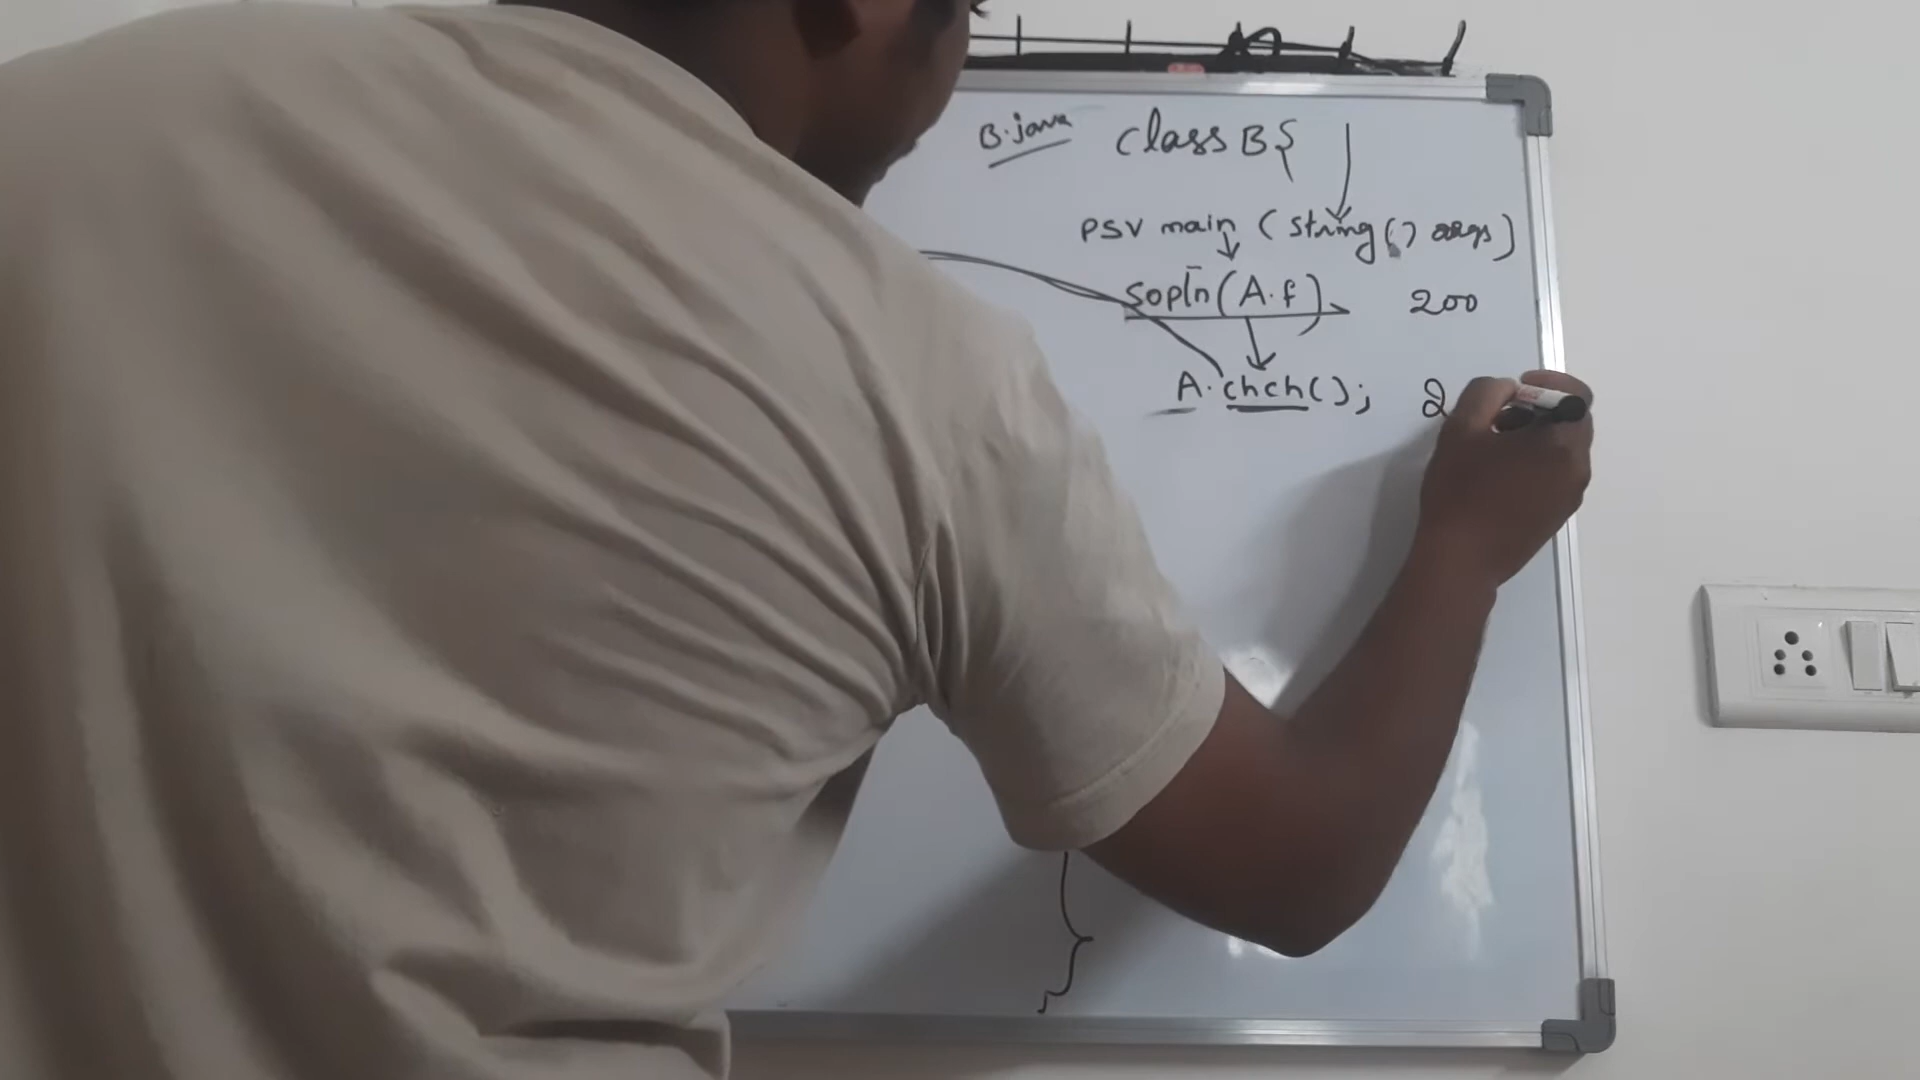 B.java class B{
PSV main (string[] args)
sopln(A.f) 200
A.chch(); 2
}